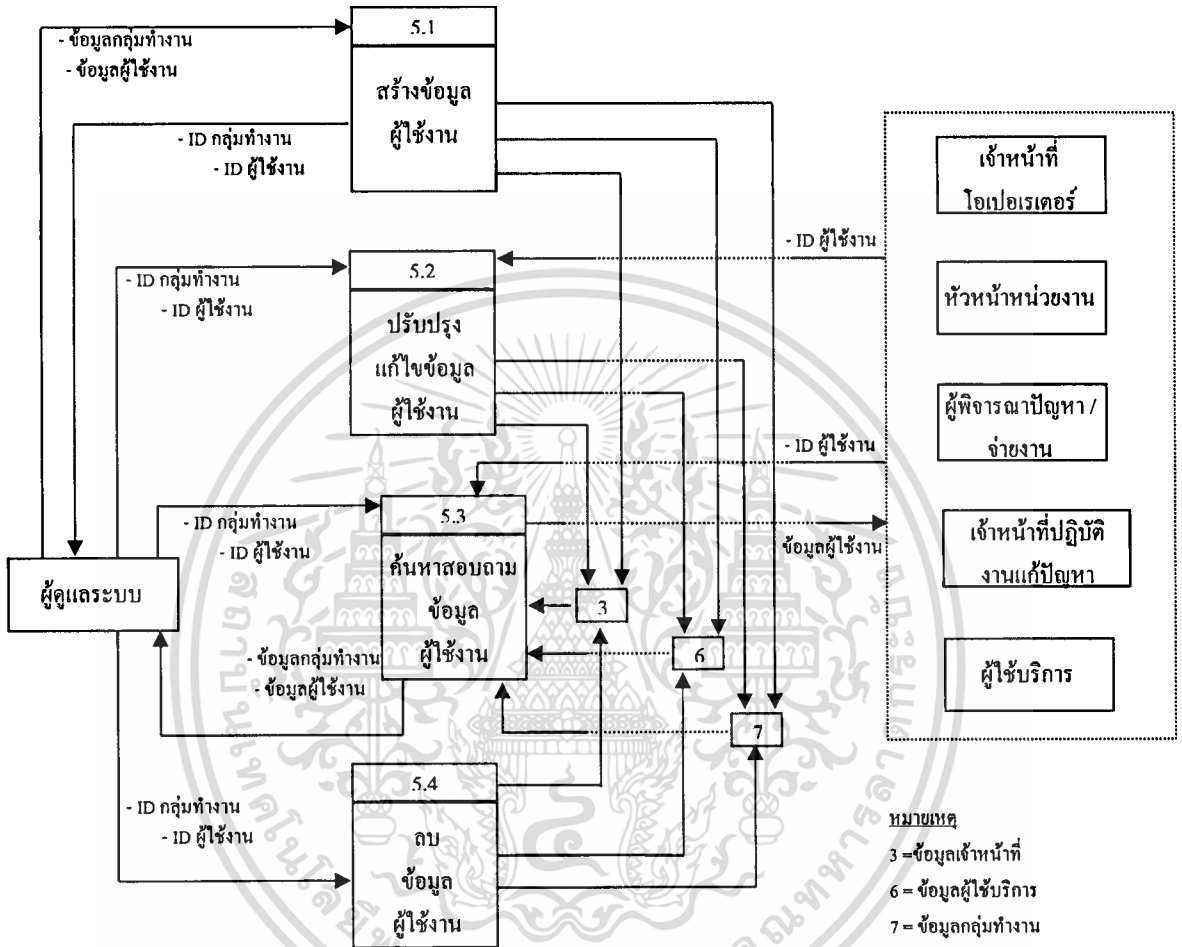 5.1
- ข้อมูลกลุ่มทำงาน
- ข้อมูลผู้ใช้งาน
สร้างข้อมูล
ผู้ใช้งาน
- ID กลุ่มทำงาน
- ID ผู้ใช้งาน
เจ้าหน้าที่
โอเปอเรเตอร์
- ID ผู้ใช้งาน
5.2
- ID กลุ่มทำงาน
- ID ผู้ใช้งาน
ปรับปรุง
แก้ไขข้อมูล
ผู้ใช้งาน
หัวหน้าหน่วยงาน
ผู้พิจารณาปัญหา /
จ่ายงาน
- ID ผู้ใช้งาน
5.3
- ID กลุ่มทำงาน
- ID ผู้ใช้งาน
ค้นหาสอบถาม
ข้อมูล
ผู้ใช้งาน
ข้อมูลผู้ใช้งาน
เจ้าหน้าที่ปฏิบัติ
งานแก้ปัญหา
ผู้ดูแลระบบ
3
6
7
- ข้อมูลกลุ่มทำงาน
- ข้อมูลผู้ใช้งาน
ผู้ใช้บริการ
5.4
- ID กลุ่มทำงาน
- ID ผู้ใช้งาน
ลบ
ข้อมูล
ผู้ใช้งาน
หมายเหตุ
3 =ข้อมูลเจ้าหน้าที่
6 = ข้อมูลผู้ใช้บริการ
7 = ข้อมูลกลุ่มทำงาน